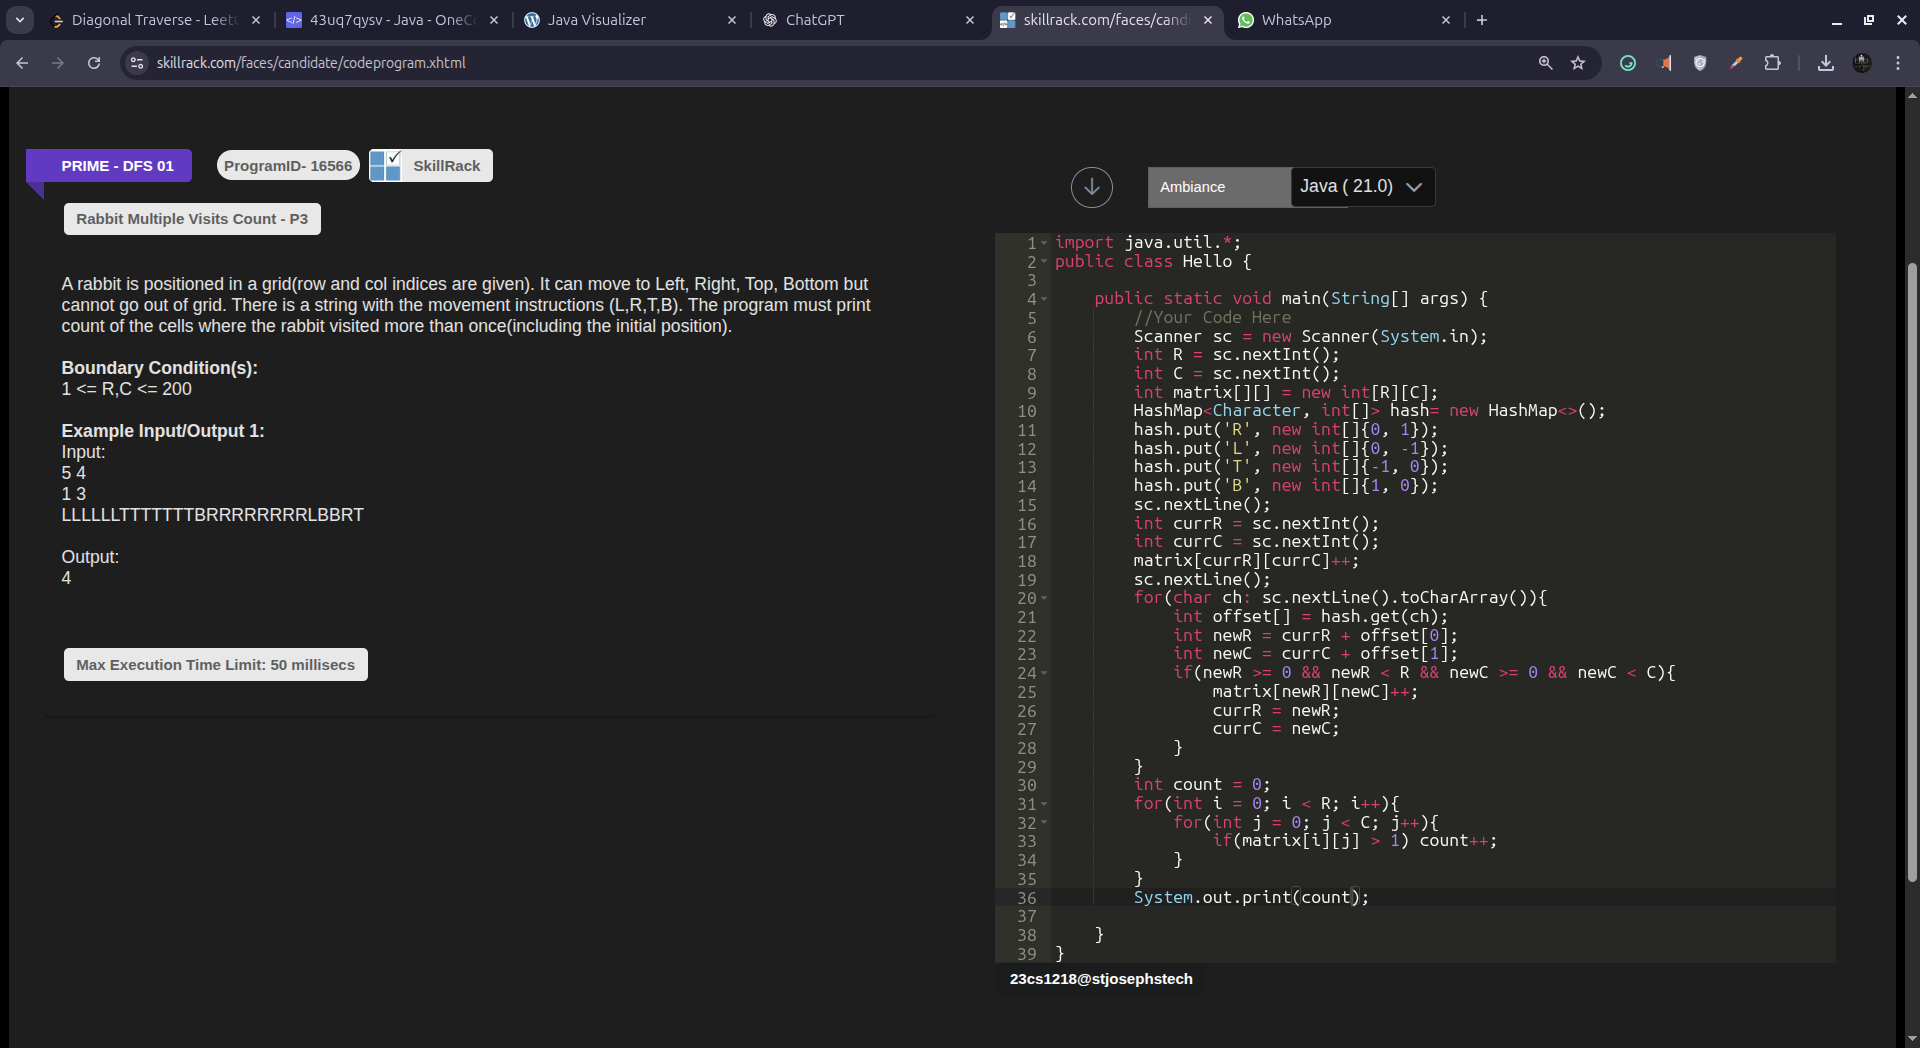 Diagonal Traverse - Leet
43uq7qysv - Java - OneC
Java Visualizer
ChatGPT
skillrack.com/faces/candi
WhatsApp
skillrack.com/faces/candidate/codeprogram.xhtml
PRIME - DFS 01
ProgramID- 16566
SkillRack
Rabbit Multiple Visits Count - P3
A rabbit is positioned in a grid(row and col indices are given). It can move to Left, Right, Top, Bottom but
cannot go out of grid. There is a string with the movement instructions (L,R,T,B). The program must print
count of the cells where the rabbit visited more than once(including the initial position).
Boundary Condition(s):
1 <= R,C <= 200
Example Input/Output 1:
Input:
5 4
1 3
LLLLLLTTTTTTTBRRRRRRRRRLBBRT
Output:
4
Max Execution Time Limit: 50 millisecs
Ambiance
Java ( 21.0)
1 import java.util.*;
2 public class Hello {
3
4     public static void main(String[] args) {
5         //Your Code Here
6         Scanner sc = new Scanner(System.in);
7         int R = sc.nextInt();
8         int C = sc.nextInt();
9         int matrix[][] = new int[R][C];
10         HashMap<Character, int[]> hash= new HashMap<>();
11         hash.put('R', new int[]{0, 1});
12         hash.put('L', new int[]{0, -1});
13         hash.put('T', new int[]{-1, 0});
14         hash.put('B', new int[]{1, 0});
15         sc.nextLine();
16         int currR = sc.nextInt();
17         int currC = sc.nextInt();
18         matrix[currR][currC]++;
19         sc.nextLine();
20         for(char ch: sc.nextLine().toCharArray()){
21             int offset[] = hash.get(ch);
22             int newR = currR + offset[0];
23             int newC = currC + offset[1];
24             if(newR >= 0 && newR < R && newC >= 0 && newC < C){
25                 matrix[newR][newC]++;
26                 currR = newR;
27                 currC = newC;
28             }
29         }
30         int count = 0;
31         for(int i = 0; i < R; i++){
32             for(int j = 0; j < C; j++){
33                 if(matrix[i][j] > 1) count++;
34             }
35         }
36         System.out.print(count);
37
38     }
39 }
23cs1218@stjosephstech